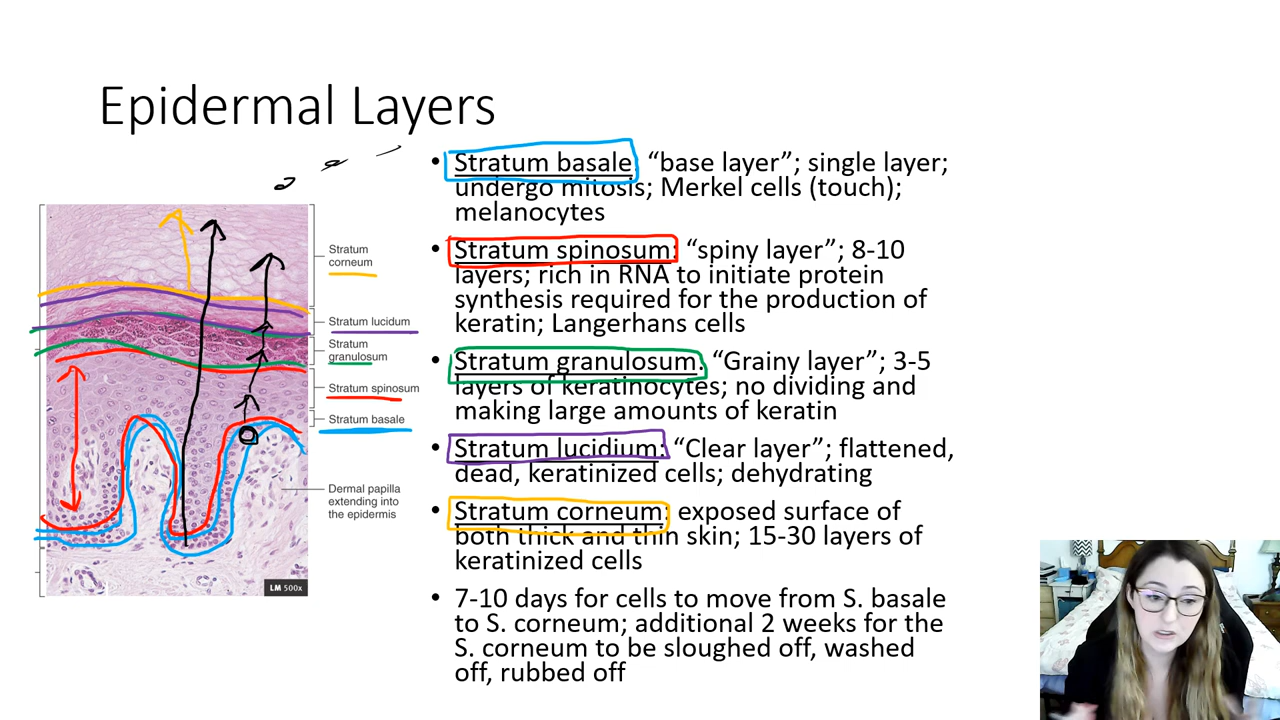 Epidermal Layers
• Stratum basale: “base layer”; single layer;
undergo mitosis; Merkel cells (touch);
melanocytes
• Stratum spinosum: “spiny layer”; 8-10
layers; rich in RNA to initiate protein
synthesis required for the production of
keratin; Langerhans cells
• Stratum granulosum: “Grainy layer”; 3-5
layers of keratinocytes; no dividing and
making large amounts of keratin
• Stratum lucidium: “Clear layer”; flattened,
dead, keratinized cells; dehydrating
• Stratum corneum: exposed surface of
both thick and thin skin; 15-30 layers of
keratinized cells
• 7-10 days for cells to move from S. basale
to S. corneum; additional 2 weeks for the
S. corneum to be sloughed off, washed
off, rubbed off
Stratum
corneum
Stratum lucidum
Stratum
granulosum
Stratum spinosum
Stratum basale
Dermal papilla
extending into
the epidermis
LM 500x